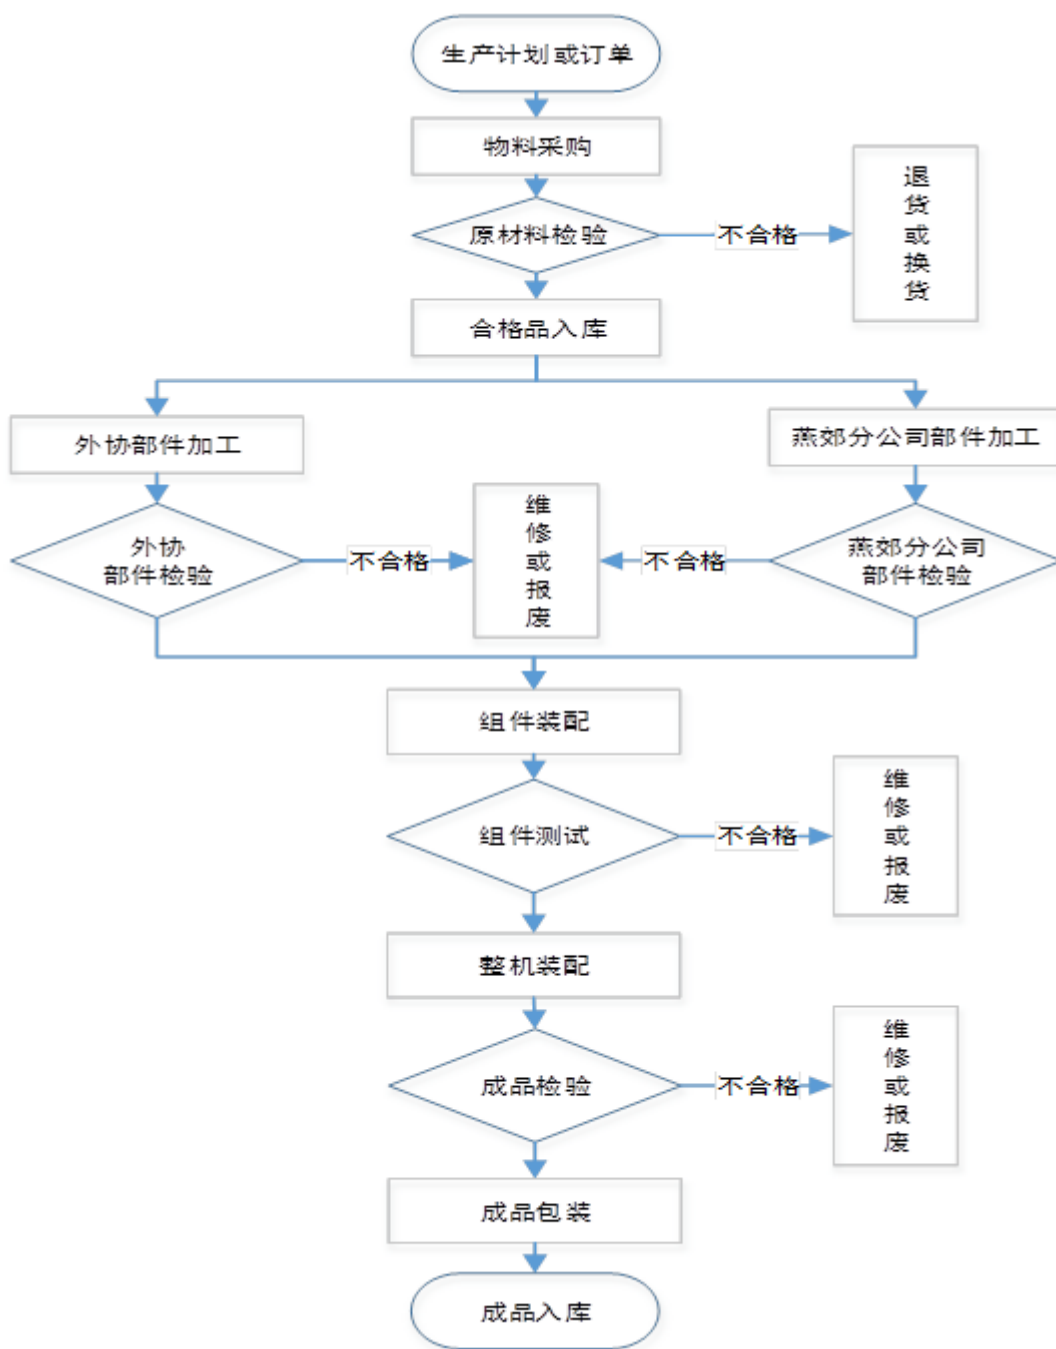 生产计划或订单
物料采购
原材料检验
不合格
退货或换货
合格品入库
外协部件加工
燕郊分公司部件加工
外协
部件检验
不合格
维修或报废
不合格
燕郊分公司
部件检验
组件装配
组件测试
不合格
维修或报废
整机装配
成品检验
不合格
维修或报废
成品包装
成品入库